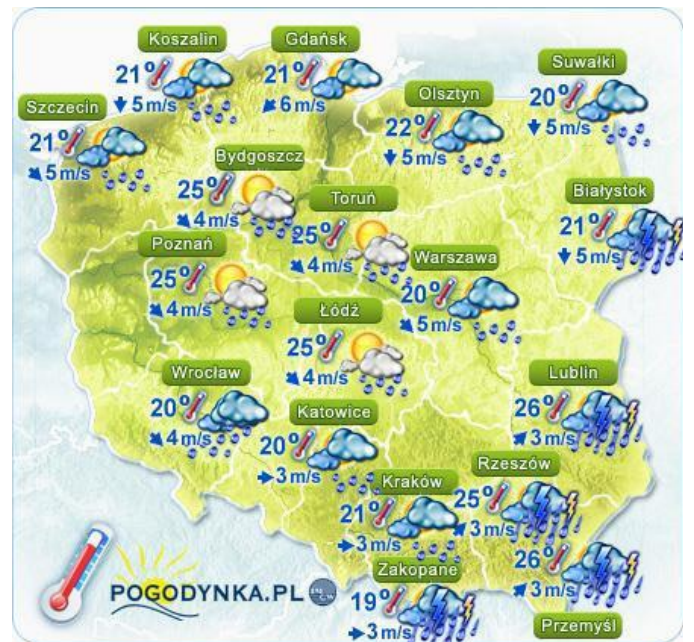 Koszalin
21°
5 m/s
Gdańsk
21°
6 m/s
Suwałki
20°
5 m/s
Szczecin
21°
5 m/s
Olsztyn
22°
5 m/s
Bydgoszcz
25°
4 m/s
Toruń
25°
4 m/s
Białystok
21°
5 m/s
Poznań
25°
4 m/s
Warszawa
20°
5 m/s
Łódź
25°
4 m/s
Wrocław
20°
4 m/s
Katowice
20°
3 m/s
Lublin
26°
3 m/s
Kraków
21°
3 m/s
Rzeszów
25°
3 m/s
Zakopane
19°
3 m/s
26°
3 m/s
Przemyśl
POGODYNKA.PL